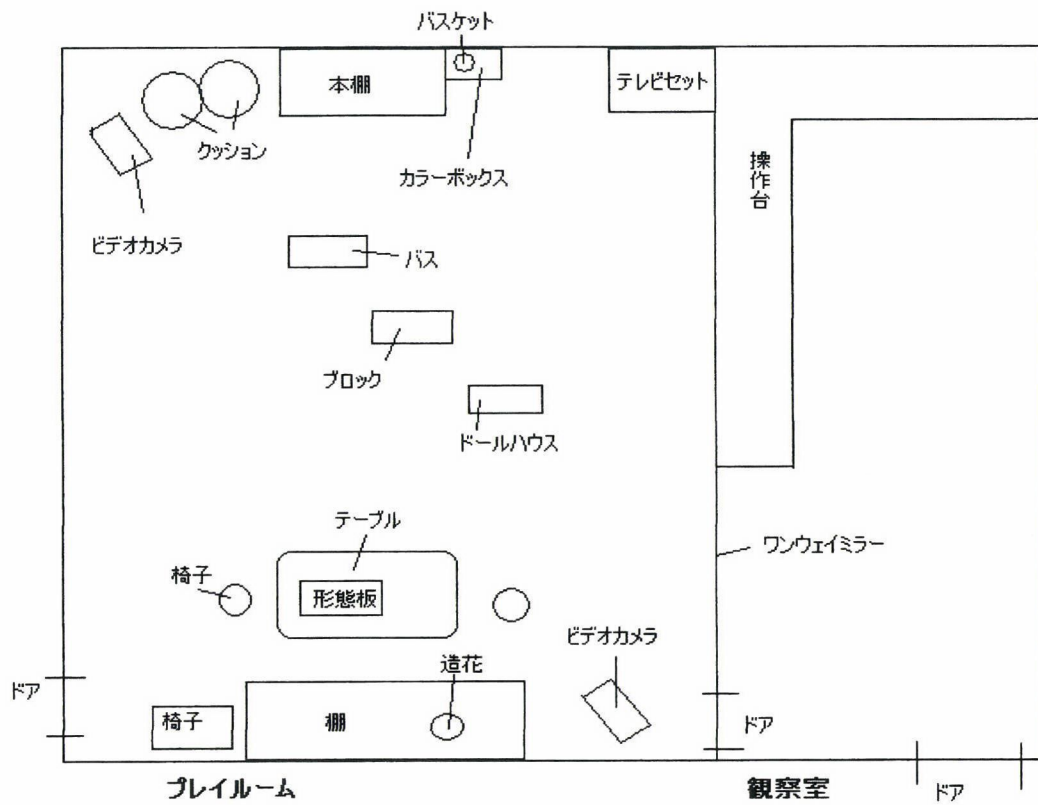 バスケット
本棚
テレビセット
クッション
カラーボックス
操作台
ビデオカメラ
バス
ブロック
ドールハウス
テーブル
ワンウェイミラー
椅子
形態板
ビデオカメラ
造花
ドア
椅子
棚
ドア
プレイルーム
観察室
ドア